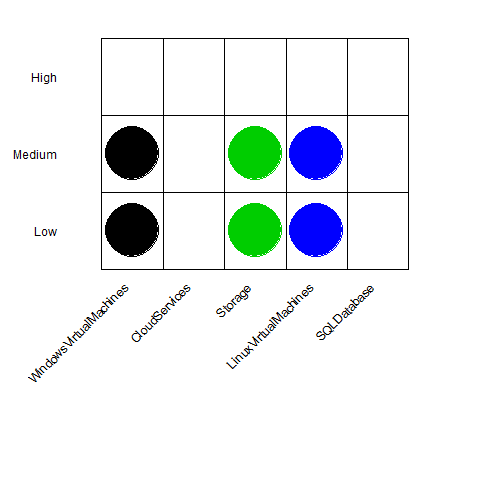 High
Medium
Low
WindowsVirtualMachines
CloudServices
Storage
LinuxVirtualMachines
SQLDatabase